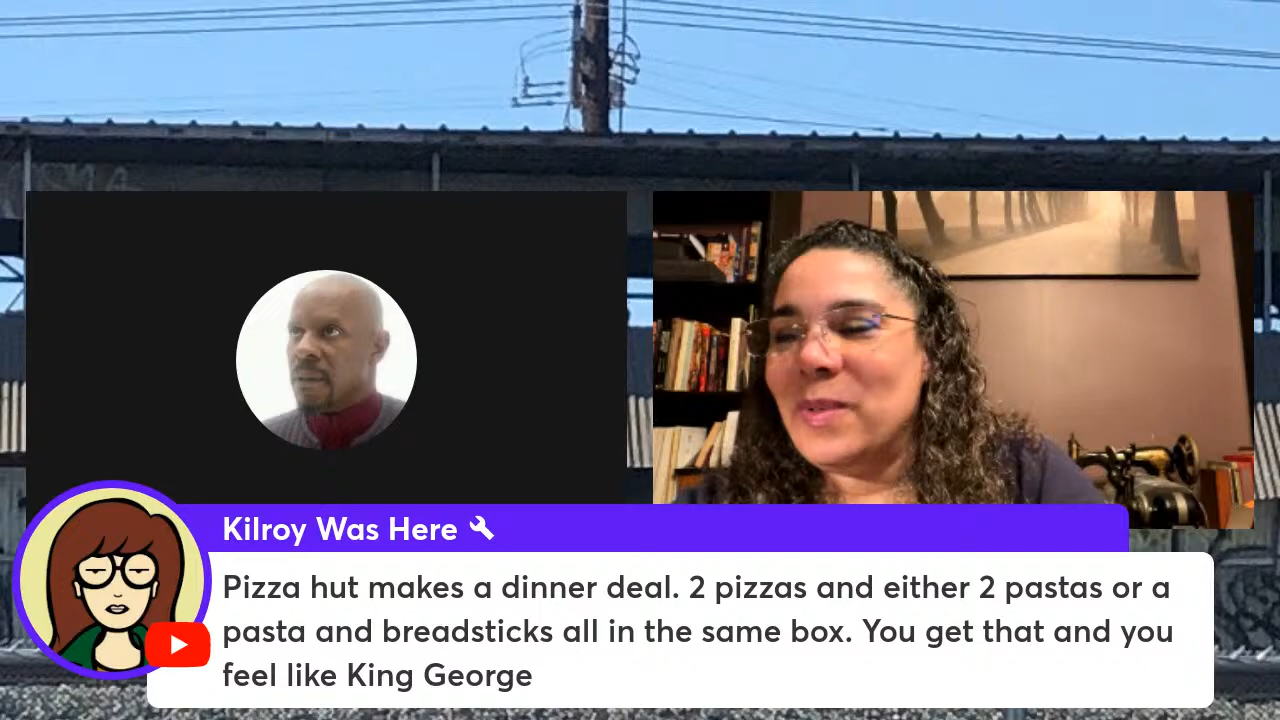 Kilroy Was Here
Pizza hut makes a dinner deal. 2 pizzas and either 2 pastas or a
pasta and breadsticks all in the same box. You get that and you
feel like King George